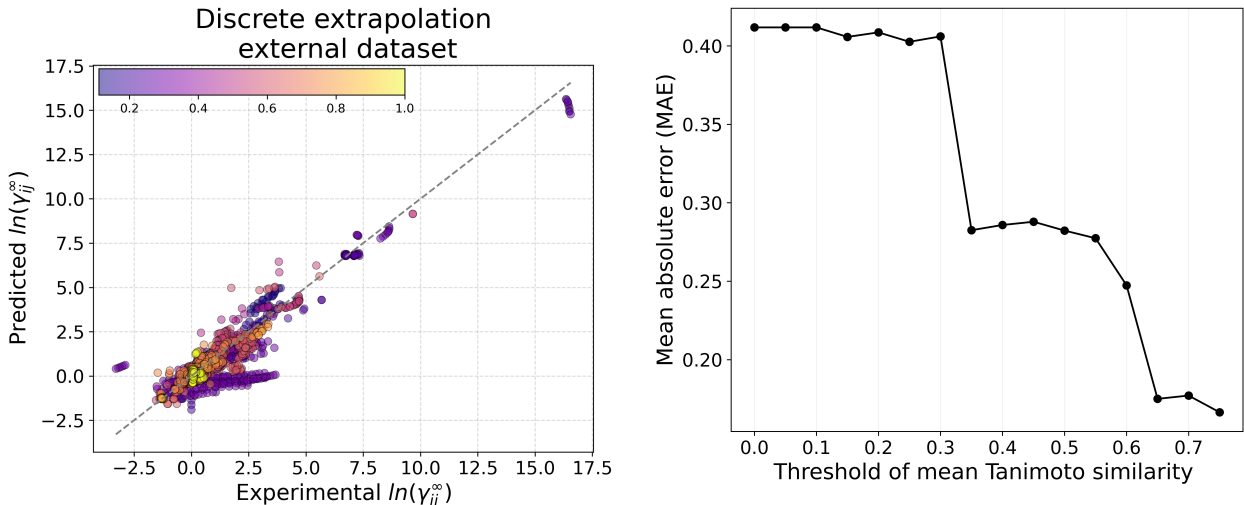 Discrete extrapolation
external dataset
17.5
15.0
12.5
10.0
7.5
5.0
2.5
0.0
−2.5
0.2 0.4 0.6 0.8 1.0
Predicted ln(γ∞ij)
−2.5 0.0 2.5 5.0 7.5 10.0 12.5 15.0 17.5
Experimental ln(γ∞ij)
0.40
0.35
0.30
0.25
0.20
Mean absolute error (MAE)
0.0 0.1 0.2 0.3 0.4 0.5 0.6 0.7
Threshold of mean Tanimoto similarity